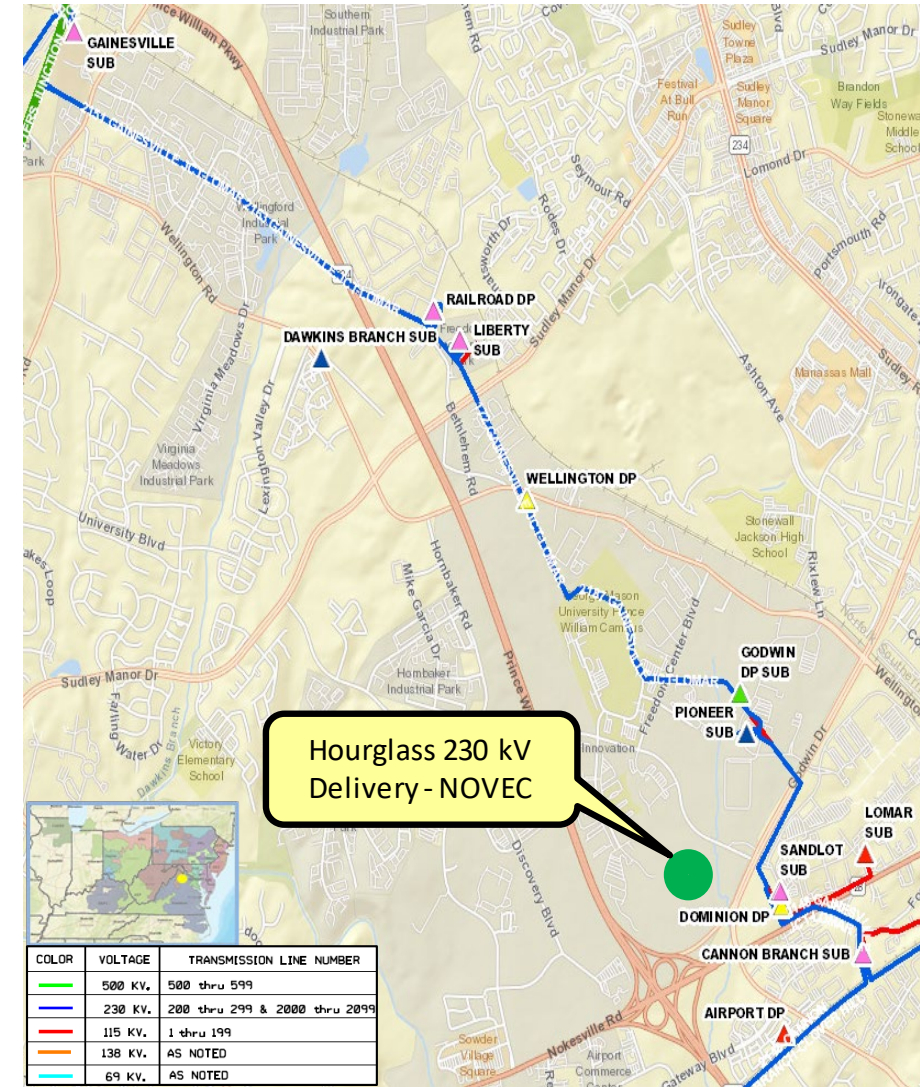 GAINESVILLE
SUB
Prince William Pkwy
Southern
Industrial Park
Sudley
Towne
Plaza
Sudley Manor Dr
Festival
At Bull
Run
Sudley
Manor
Square
Brandon
Way Fields
Middle
School
234
Lomond Dr
Seymour Rd
Rodes Dr
Portsmouth Rd
Park
Industrial
Park
Wellington Rd
234
Sudley Manor Dr
RAILROAD DP
LIBERTY
SUB
DAWKINS BRANCH SUB
Virginia Meadows Dr
Lexington Valley Dr
Ashton Ave
Manassas Mall
Bethlehem Rd
Virginia
Meadows
Industrial Park
WELLINGTON DP
University Blvd
Stonewall
Jackson High
School
Rixlew Ln
Hornbaker Rd
Mike Garcia Dr
University Prince
William Campus
Freedom Center Blvd
GODWIN
DP SUB
Sudley Manor Dr
Hornbaker
Industrial Park
PIONEER
SUB
Farling Water Dr
Dawkins Branch
Victory
Elementary
School
Innovation
Godwin Dr
Hourglass 230 kV
Delivery - NOVEC
LOMAR
SUB
SANDLOT
SUB
28
Discovery Blvd
DOMINION DP
CANNON BRANCH SUB
AIRPORT DP
Nokesville Rd
Sowder
Village
Square
Airport
Commerce
Gateway Blvd
COLOR VOLTAGE TRANSMISSION LINE NUMBER
500 KV. 500 thru 599
230 KV. 200 thru 299 & 2000 thru 2099
115 KV. 1 thru 199
138 KV. AS NOTED
69 KV. AS NOTED